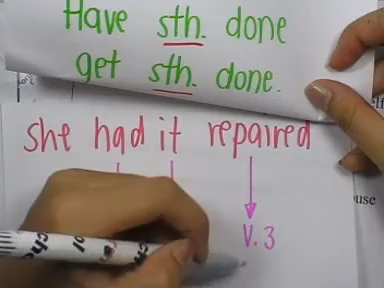 Have sth. done
get sth. done.
she had it repaired
V.3